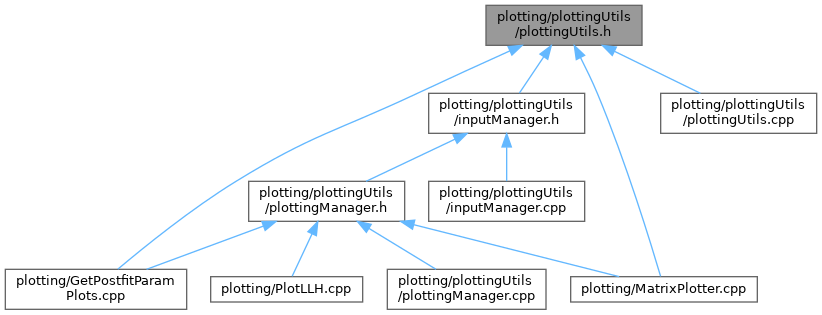 plotting/plottingUtils
/plottingUtils.h
plotting/plottingUtils
/inputManager.h
plotting/plottingUtils
/plottingUtils.cpp
plotting/plottingUtils
/plottingManager.h
plotting/plottingUtils
/inputManager.cpp
plotting/GetPostfitParam
Plots.cpp
plotting/PlotLLH.cpp
plotting/plottingUtils
/plottingManager.cpp
plotting/MatrixPlotter.cpp